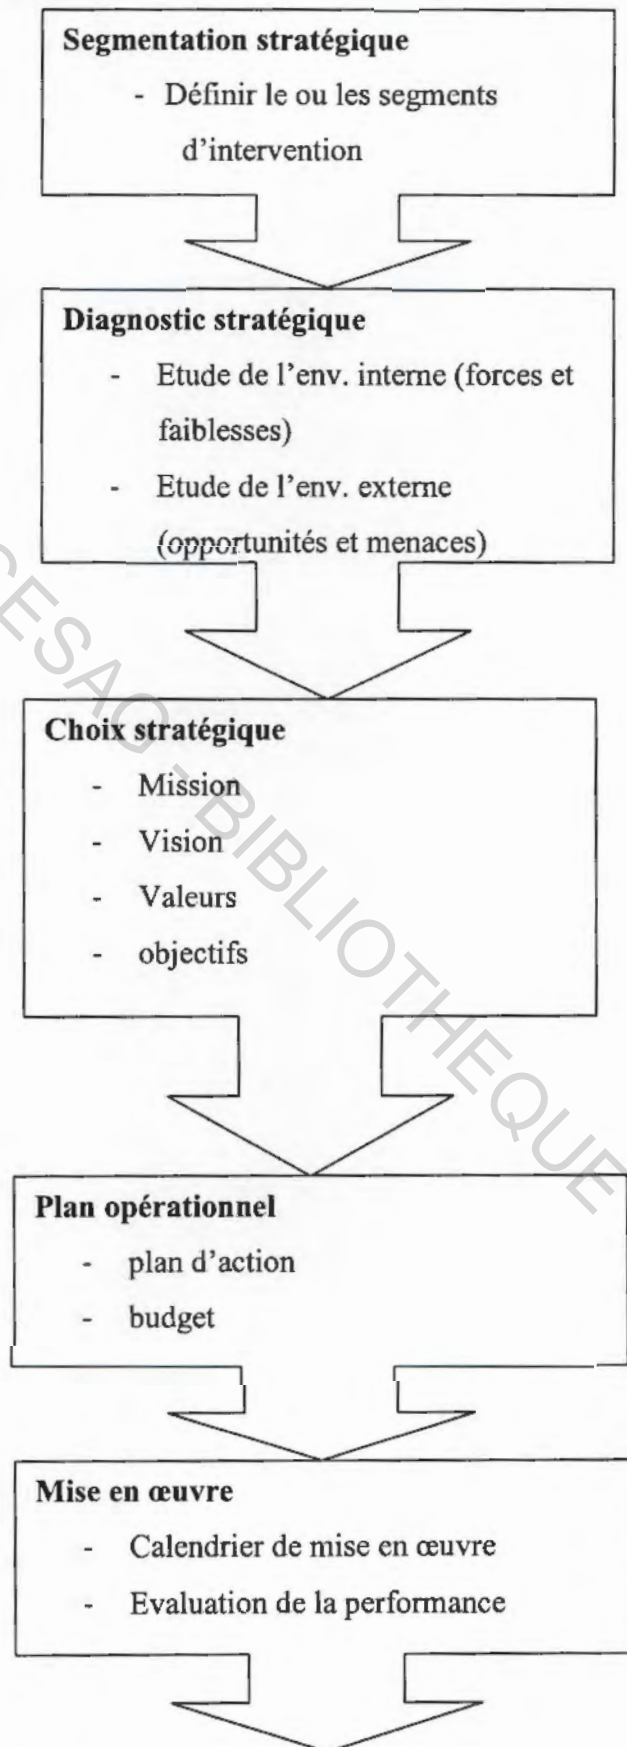 Segmentation stratégique
- Définir le ou les segments
d'intervention
Diagnostic stratégique
- Etude de l'env. interne (forces et
faiblesses)
- Etude de l'env. externe
(opportunités et menaces)
Choix stratégique
- Mission
- Vision
- Valeurs
- objectifs
Plan opérationnel
- plan d'action
- budget
Mise en œuvre
- Calendrier de mise en œuvre
- Evaluation de la performance
CESAG - BIBLIOTHEQUE